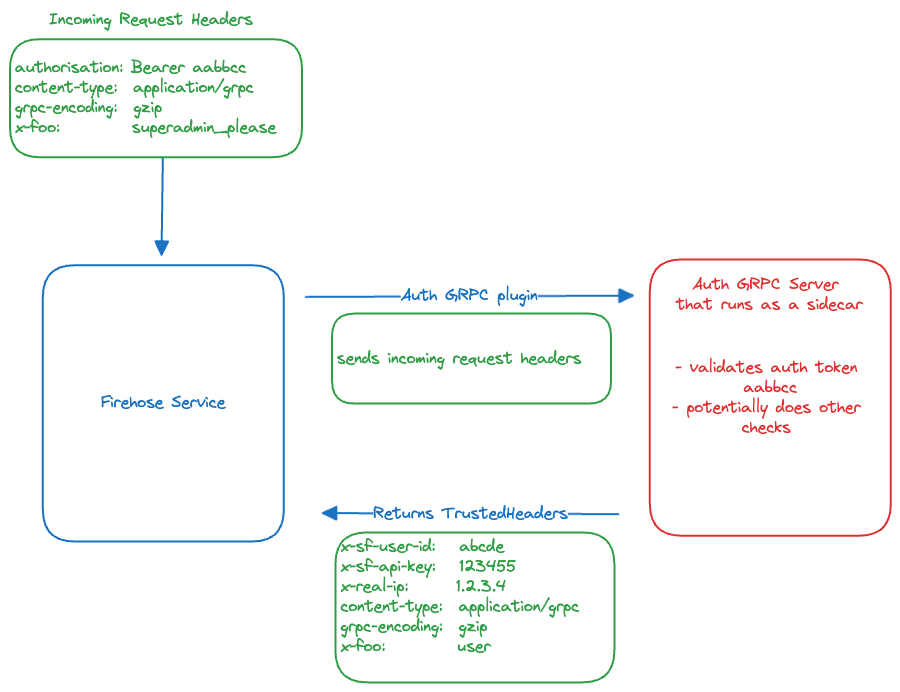 Incoming Request Headers
authorisation: Bearer aabbcc
content-type: application/grpc
grpc-encoding: gzip
x-foo: superadmin_please
Firehose Service
Auth GRPC plugin
sends incoming request headers
Auth GRPC Server
that runs as a sidecar
- validates auth token
aabbcc
- potentially does other
checks
Returns TrustedHeaders
x-sf-user-id: abcde
x-sf-api-key: 123455
x-real-ip: 1.2.3.4
content-type: application/grpc
grpc-encoding: gzip
x-foo: user